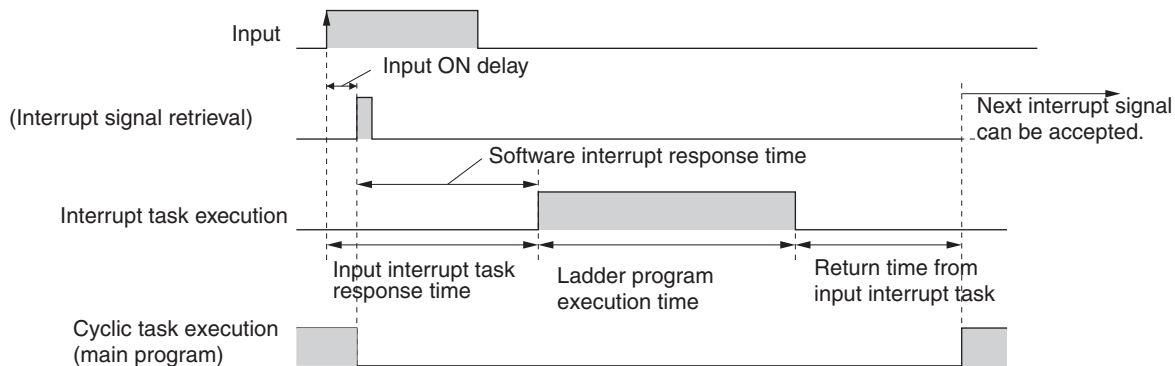 Input
Input ON delay
(Interrupt signal retrieval)
Next interrupt signal
can be accepted.
Software interrupt response time
Interrupt task execution
Input interrupt task
response time
Ladder program
execution time
Return time from
input interrupt task
Cyclic task execution
(main program)